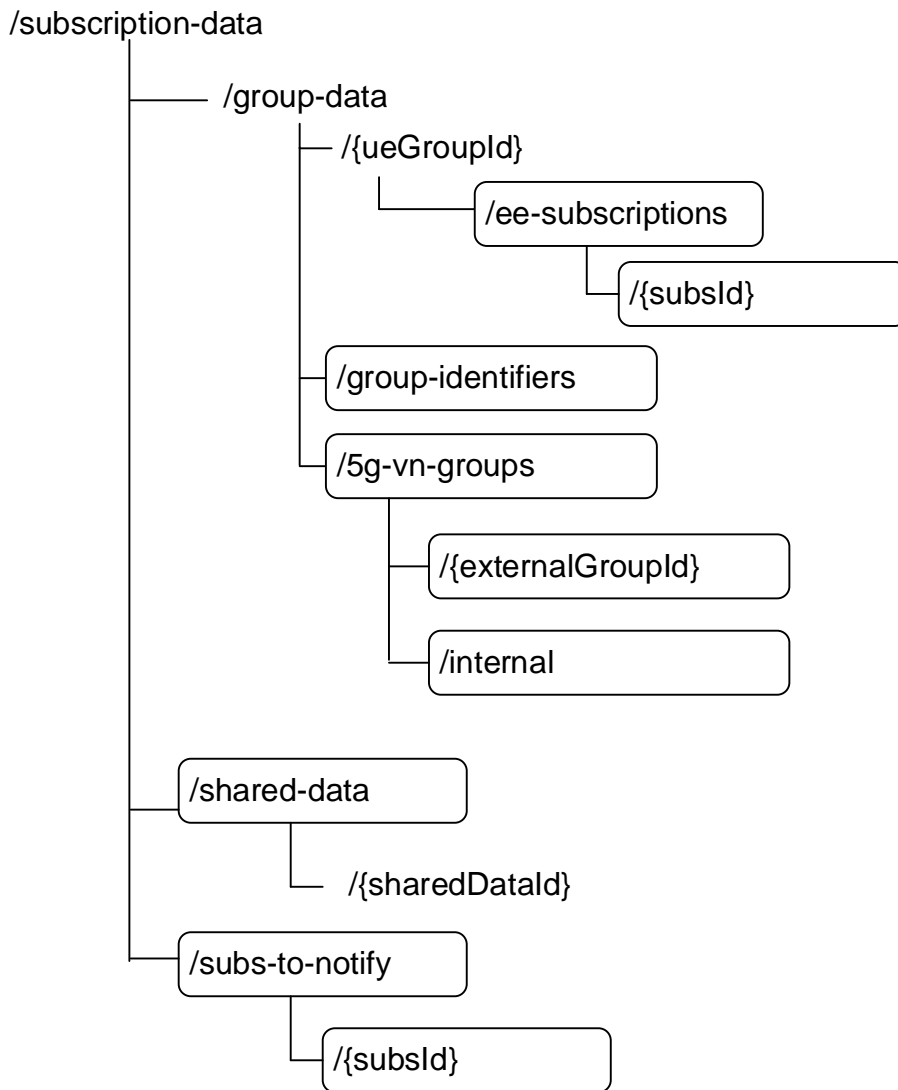 /subscription-data
/group-data
/{ueGroupId}
/ee-subscriptions
/{subsId}
/group-identifiers
/5g-vn-groups
/{externalGroupId}
/internal
/shared-data
/{sharedDataId}
/subs-to-notify
/{subsId}